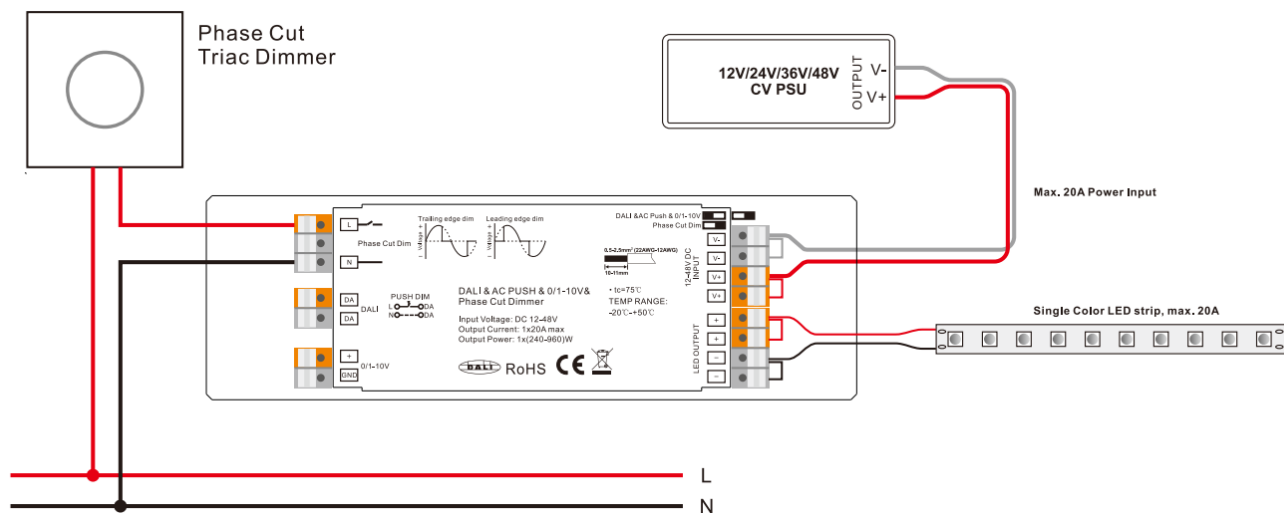 Phase Cut
Triac Dimmer
12V/24V/36V/48V
CV PSU
OUTPUT
V-
V+
Max. 20A Power Input
Single Color LED strip, max. 20A
L
N
Phase Cut Dim
Trailing edge dim
Leading edge dim
+ Voltage -
+ Voltage -
DALI &AC Push & 0/1-10V
Phase Cut Dim
0.5-2.5mm² (22AWG-12AWG)
10-11mm
DA
DA
DALI
PUSH DIM
L DA
N DA
+
GND
0/1-10V
DALI & AC PUSH & 0/1-10V&
Phase Cut Dimmer
Input Voltage: DC 12-48V
Output Current: 1x20A max
Output Power: 1x(240-960)W
• tc=75℃
TEMP RANGE:
-20℃-+50℃
DALI
RoHS
CE
V-
V-
V+
V+
12-48V DC
INPUT
+
+
−
−
LED OUTPUT
L
N